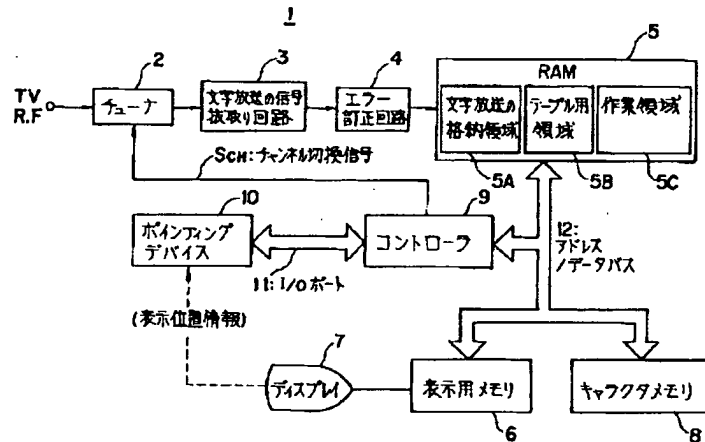 1
2
3
4
5
TV
R.F
チューナ
文字放送の信号
抜取り回路
エラー
訂正回路
RAM
文字放送の
格納領域
テーブル用
領域
作業領域
5A
5B
5C
SCH:チャンネル切換信号
10
9
ポインティング
デバイス
コントローラ
11:I/Oポート
12:
アドレス
/データバス
(表示位置情報)
7
ディスプレイ
表示用メモリ
キャラクタメモリ
6
8